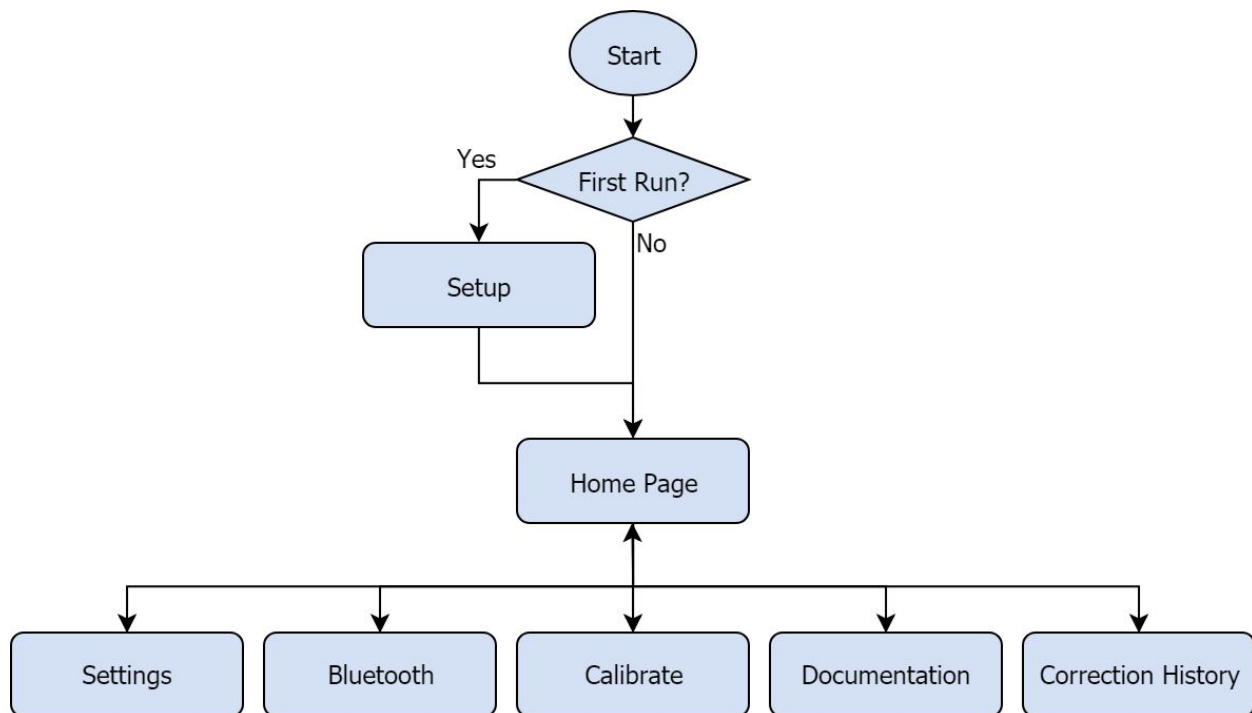 Start
Yes
First Run?
No
Setup
Home Page
Settings
Bluetooth
Calibrate
Documentation
Correction History